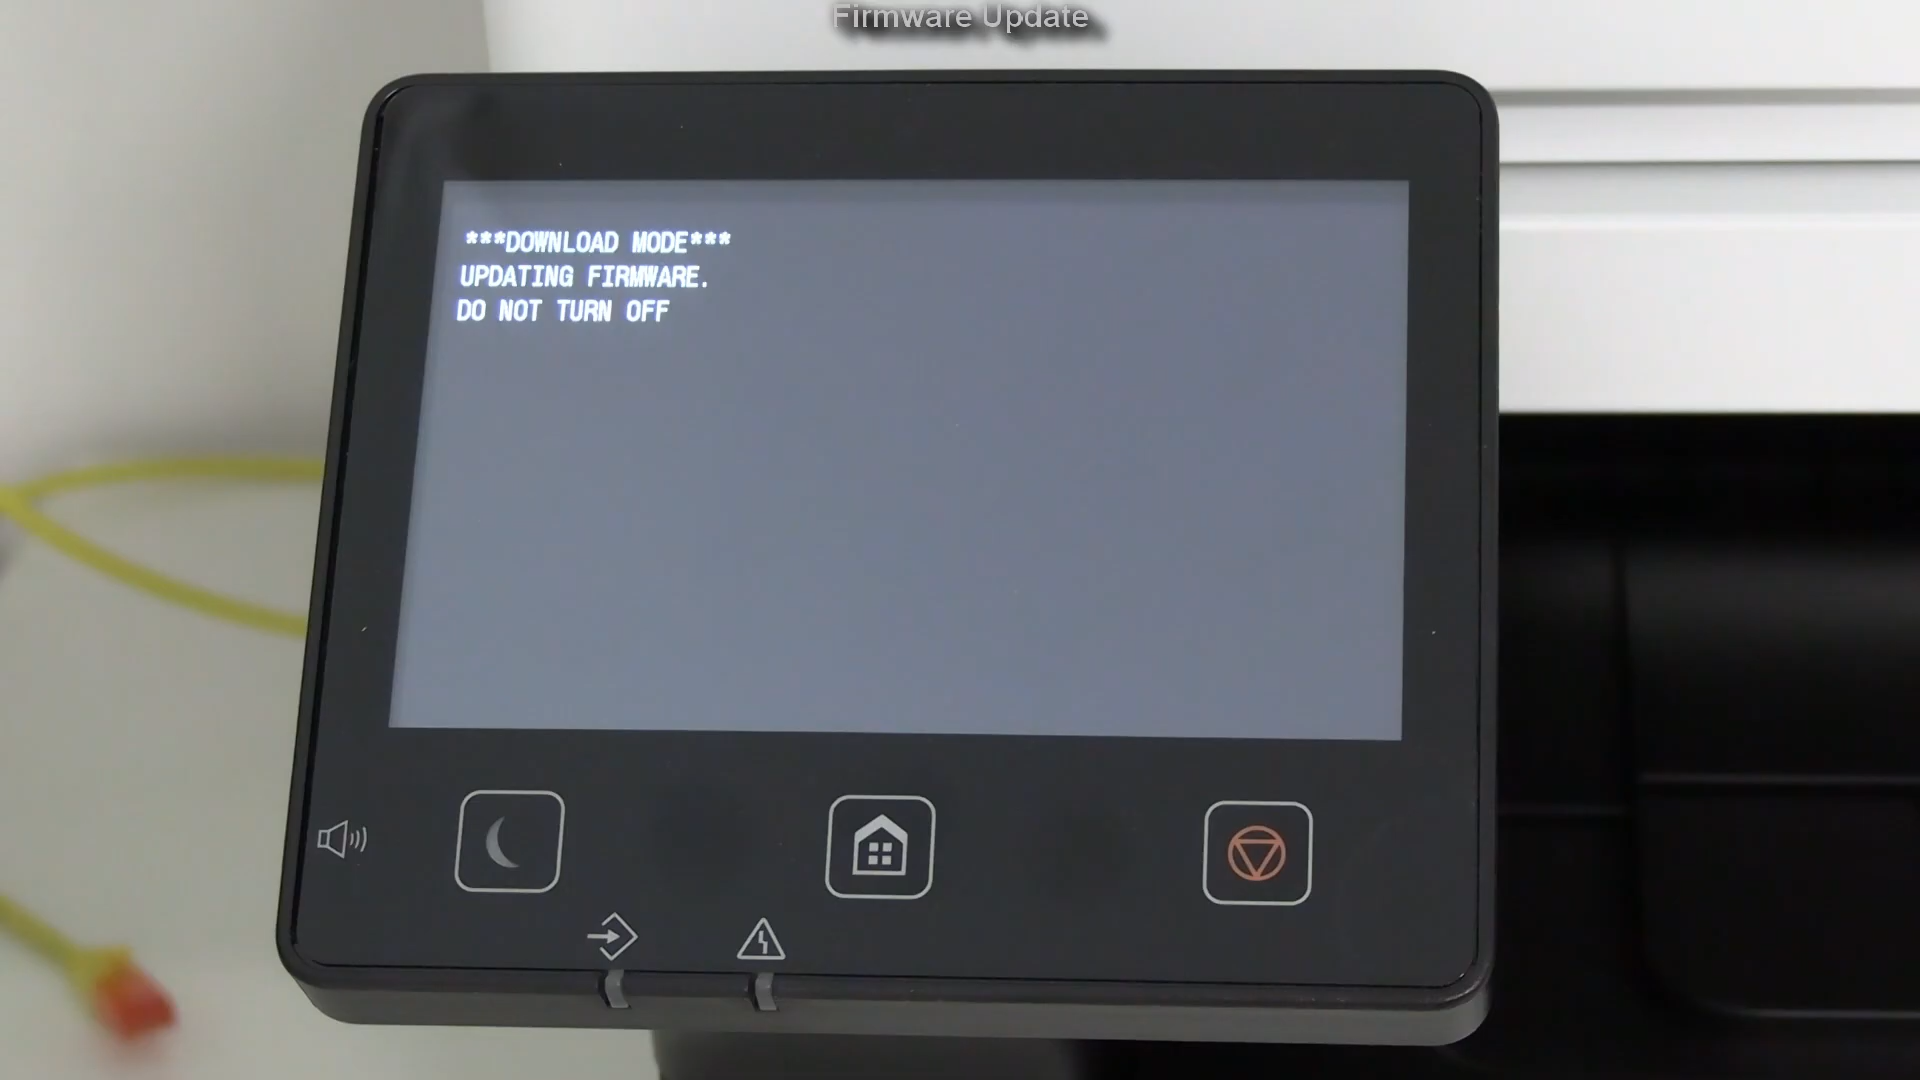 Firmware Update
***DOWNLOAD MODE***
UPDATING FIRMWARE.
DO NOT TURN OFF